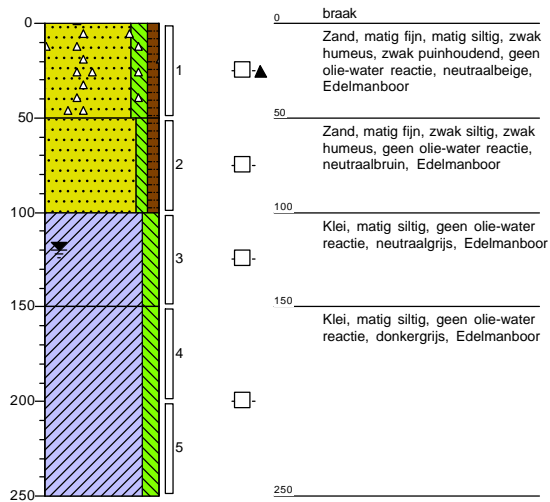 0
50
100
150
200
250
1
2
3
4
5
0
braak
Zand, matig fijn, matig siltig, zwak
humeus, zwak puinhoudend, geen
olie-water reactie, neutraalbeige,
Edelmanboor
50
Zand, matig fijn, zwak siltig, zwak
humeus, geen olie-water reactie,
neutraalbruin, Edelmanboor
100
Klei, matig siltig, geen olie-water
reactie, neutraalgrijs, Edelmanboor
150
Klei, matig siltig, geen olie-water
reactie, donkergrijs, Edelmanboor
250